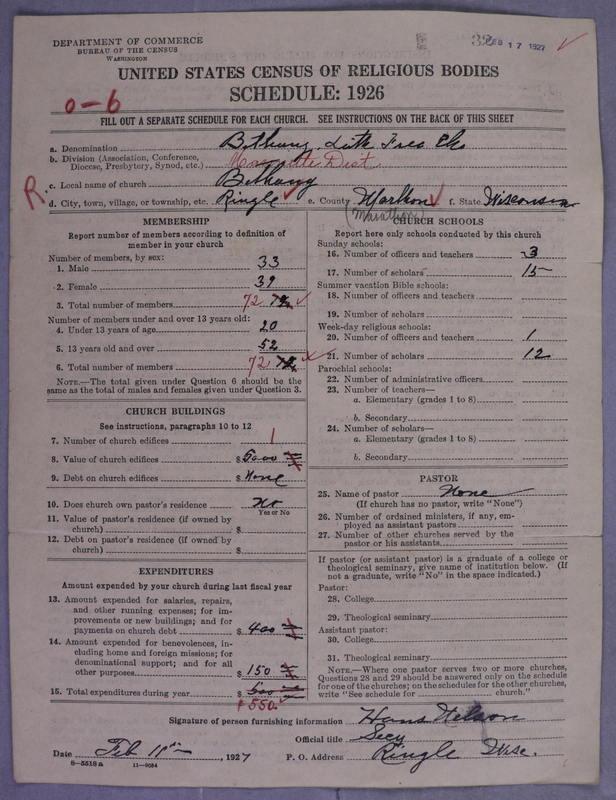 DEPARTMENT OF COMMERCE
BUREAU OF THE CENSUS
WASHINGTON
32
FEB 17 1927
UNITED STATES CENSUS OF RELIGIOUS BODIES
SCHEDULE: 1926
0-6
FILL OUT A SEPARATE SCHEDULE FOR EACH CHURCH. SEE INSTRUCTIONS ON THE BACK OF THIS SHEET
a. Denomination Bethany Luth Free Ch
b. Division (Association, Conference, Diocese, Presbytery, Synod, etc.) Marquette Dist
R c. Local name of church Bethany
d. City, town, village, or township, etc. Ringle e. County Marthon (Marathon) f. State Wisconsin
MEMBERSHIP
Report number of members according to definition of member in your church
Number of members, by sex:
1. Male 33
2. Female 39
3. Total number of members 72 72
Number of members under and over 13 years old:
4. Under 13 years of age 20
5. 13 years old and over 52
6. Total number of members 72 72
NOTE.—The total given under Question 6 should be the same as the total of males and females given under Question 3.
CHURCH BUILDINGS
See instructions, paragraphs 10 to 12
7. Number of church edifices 1
8. Value of church edifices $ 5000
9. Debt on church edifices $ None
10. Does church own pastor's residence? No
Yes or No
11. Value of pastor's residence (if owned by church) $
12. Debt on pastor's residence (if owned by church) $
EXPENDITURES
Amount expended by your church during last fiscal year
13. Amount expended for salaries, repairs, and other running expenses; for improvements or new buildings; and for payments on church debt $ 400
14. Amount expended for benevolences, including home and foreign missions; for denominational support; and for all other purposes $ 150
15. Total expenditures during year $ 500
$550.
CHURCH SCHOOLS
Report here only schools conducted by this church
Sunday schools:
16. Number of officers and teachers 3
17. Number of scholars 15
Summer vacation Bible schools:
18. Number of officers and teachers
19. Number of scholars
Week-day religious schools:
20. Number of officers and teachers 1
21. Number of scholars 12
Parochial schools:
22. Number of administrative officers
23. Number of teachers—
a. Elementary (grades 1 to 8)
b. Secondary
24. Number of scholars—
a. Elementary (grades 1 to 8)
b. Secondary
PASTOR
25. Name of pastor None
(If church has no pastor, write "None")
26. Number of ordained ministers, if any, employed as assistant pastors
27. Number of other churches served by the pastor or his assistants
If pastor (or assistant pastor) is a graduate of a college or theological seminary, give name of institution below. (If not a graduate, write "No" in the space indicated.)
Pastor:
28. College
29. Theological seminary
Assistant pastor:
30. College
31. Theological seminary
NOTE.—Where one pastor serves two or more churches, Questions 28 and 29 should be answered only on the schedule for one of the churches; on the schedules for the other churches, write "See schedule for church."
Signature of person furnishing information Hans Nelson
Official title Secy
Date Feb , 1927 P. O. Address Ringle Wisc.
8-5518a 11-9054